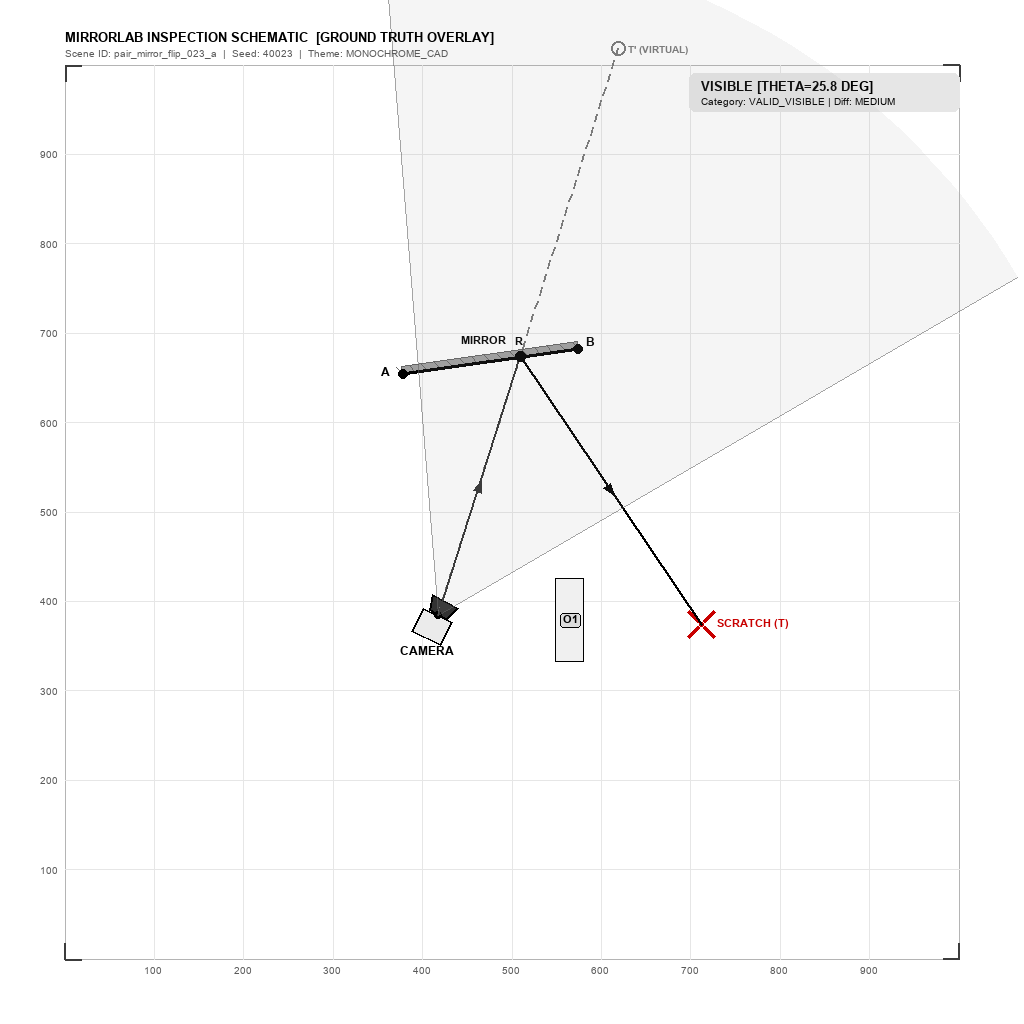 MIRRORLAB INSPECTION SCHEMATIC  [GROUND TRUTH OVERLAY]
Scene ID: pair_mirror_flip_023_a  |  Seed: 40023  |  Theme: MONOCHROME_CAD
T' (VIRTUAL)
VISIBLE [THETA=25.8 DEG]
Category: VALID_VISIBLE | Diff: MEDIUM
900
800
700
MIRROR R
B
A
600
500
400
O1
SCRATCH (T)
CAMERA
300
200
100
100 200 300 400 500 600 700 800 900